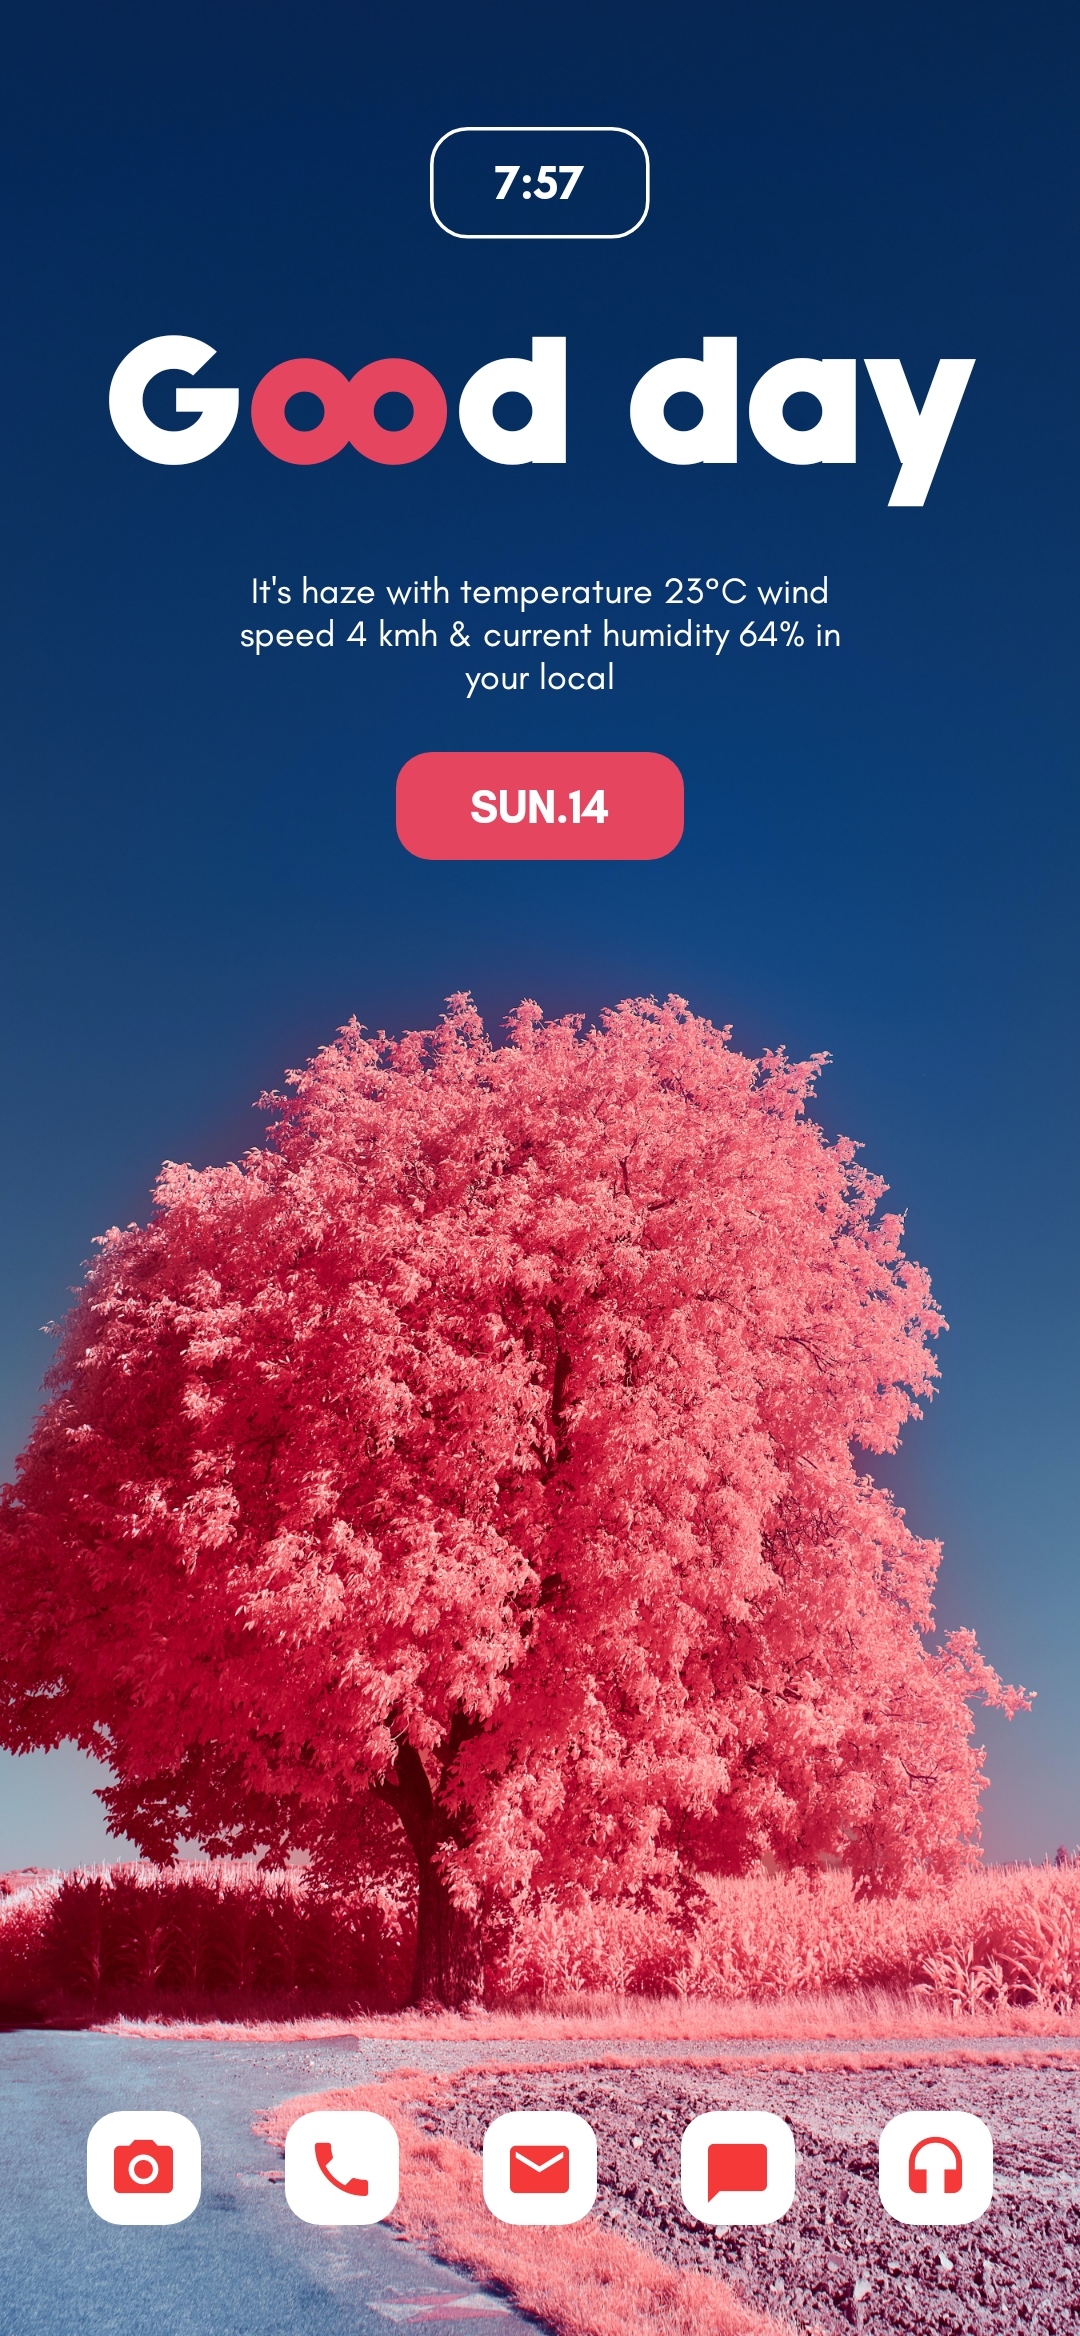 7:57
Good day
It's haze with temperature 23°C wind
speed 4 kmh & current humidity 64% in
your local
SUN.14